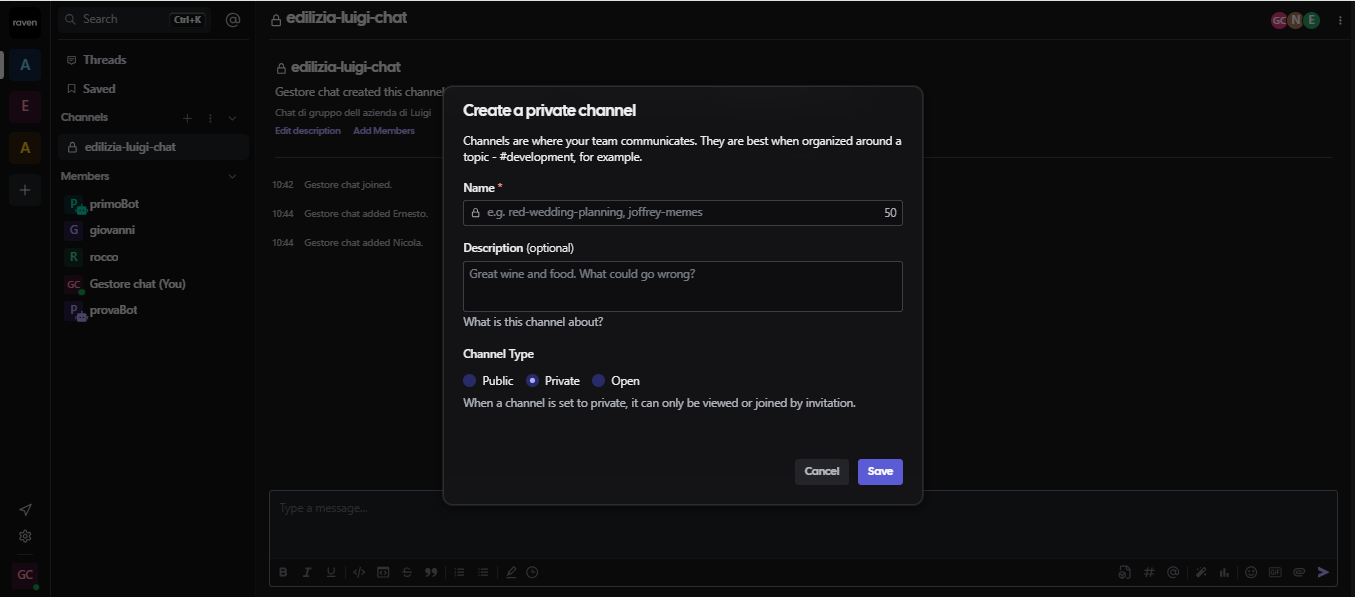 raven
Search
Ctrl+K
A
E
A
Threads
Saved
Channels
edilizia-luigi-chat
Members
P primoBot
G giovanni
R rocco
GC Gestore chat (You)
P provaBot
GC
edilizia-luigi-chat
GC N E
edilizia-luigi-chat
Gestore chat created this channel
Chat di gruppo dell azienda di Luigi
Edit description Add Members
10:42 Gestore chat joined.
10:44 Gestore chat added Ernesto.
10:44 Gestore chat added Nicola.
Create a private channel
Channels are where your team communicates. They are best when organized around a
topic - #development, for example.
Name *
e.g. red-wedding-planning, joffrey-memes 50
Description (optional)
Great wine and food. What could go wrong?
What is this channel about?
Channel Type
Public Private Open
When a channel is set to private, it can only be viewed or joined by invitation.
Cancel Save
Type a message...